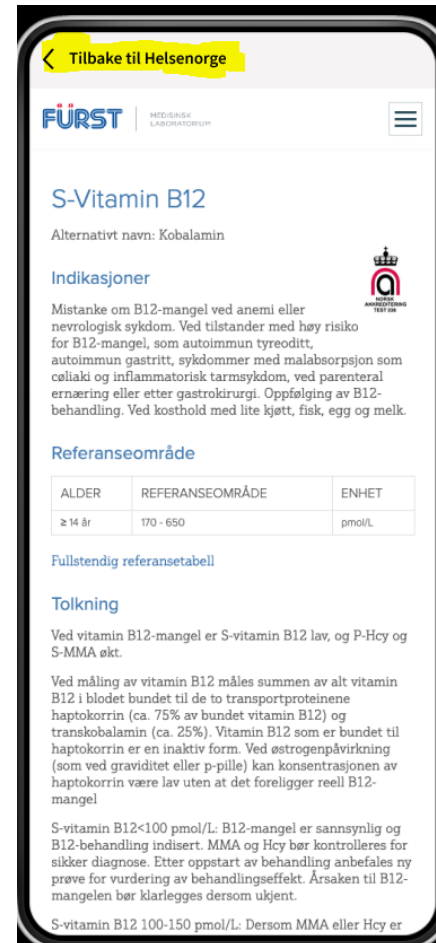 Tilbake til Helsenorge
FÜRST
MEDISINSK
LABORATORIUM
S-Vitamin B12
Alternativt navn: Kobalamin
Indikasjoner
NORSK
AKKREDITERING
TEST 036
Mistanke om B12-mangel ved anemi eller
nevrologisk sykdom. Ved tilstander med høy risiko
for B12-mangel, som autoimmun tyreoditt,
autoimmun gastritt, sykdommer med malabsorpsjon som
cøliaki og inflammatorisk tarmsykdom, ved parenteral
ernæring eller etter gastrokirurgi. Oppfølging av B12-
behandling. Ved kosthold med lite kjøtt, fisk, egg og melk.
Referanseområde
ALDER REFERANSEOMRÅDE ENHET
≥ 14 år 170 - 650 pmol/L
Fullstendig referansetabell
Tolkning
Ved vitamin B12-mangel er S-vitamin B12 lav, og P-Hcy og
S-MMA økt.
Ved måling av vitamin B12 måles summen av alt vitamin
B12 i blodet bundet til de to transportproteinene
haptokorrin (ca. 75% av bundet vitamin B12) og
transkobalamin (ca. 25%). Vitamin B12 som er bundet til
haptokorrin er en inaktiv form. Ved østrogenpåvirkning
(som ved graviditet eller p-pille) kan konsentrasjonen av
haptokorrin være lav uten at det foreligger reell B12-
mangel
S-vitamin B12<100 pmol/L: B12-mangel er sannsynlig og
B12-behandling indisert. MMA og Hcy bør kontrolleres for
sikker diagnose. Etter oppstart av behandling anbefales ny
prøve for vurdering av behandlingseffekt. Årsaken til B12-
mangelen bør klarlegges dersom ukjent.
S-vitamin B12 100-150 pmol/L: Dersom MMA eller Hcy er